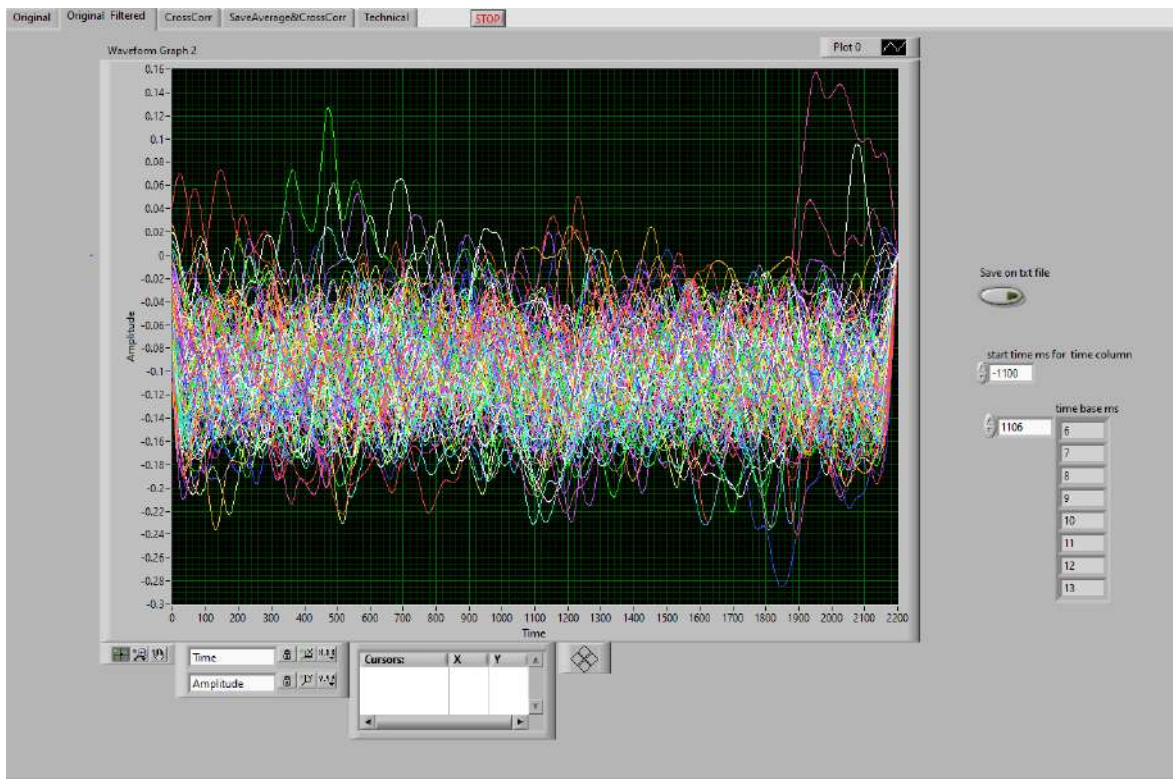 Original Original Filtered CrossCorr SaveAverage&CrossCorr Technical STOP
Waveform Graph 2
Plot 0
0.16-
0.14-
0.12-
0.1-
0.08-
0.06-
0.04-
0.02-
0-
-0.02-
-0.04-
-0.06-
-0.08-
-0.1-
-0.12-
-0.14-
-0.16-
-0.18-
-0.2-
-0.22-
-0.24-
-0.26-
-0.28-
-0.3-
Amplitude
0 100 200 300 400 500 600 700 800 900 1000 1100 1200 1300 1400 1500 1600 1700 1800 1900 2000 2100 2200
Time
Time
Amplitude
Cursors: X Y
Save on txt file
start time ms for time column
-1100
time base ms
1106
6
7
8
9
10
11
12
13